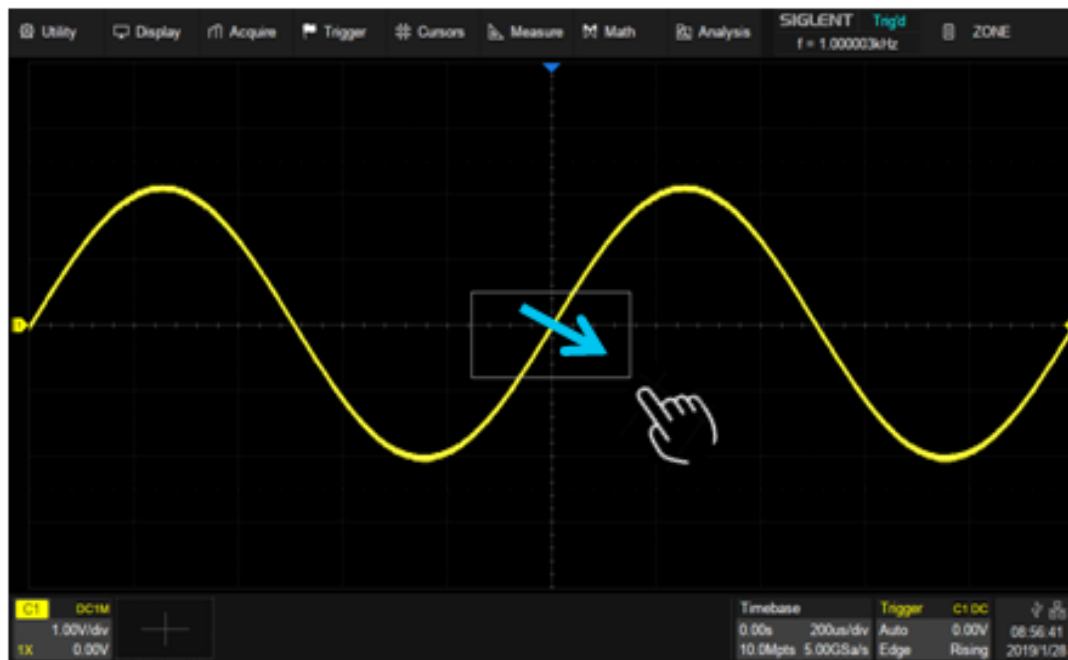 Utility Display Acquire Trigger Cursors Measure Math Analysis SIGLENT Trig'd ZONE
f = 1.000003kHz
D
C1 DC1M
1.00V/div
1X 0.00V
Timebase
0.00s 200us/div
10.0Mpts 5.00GSa/s
Trigger C1 DC
Auto 0.00V
Edge Rising
08:56:41
2019/1/28